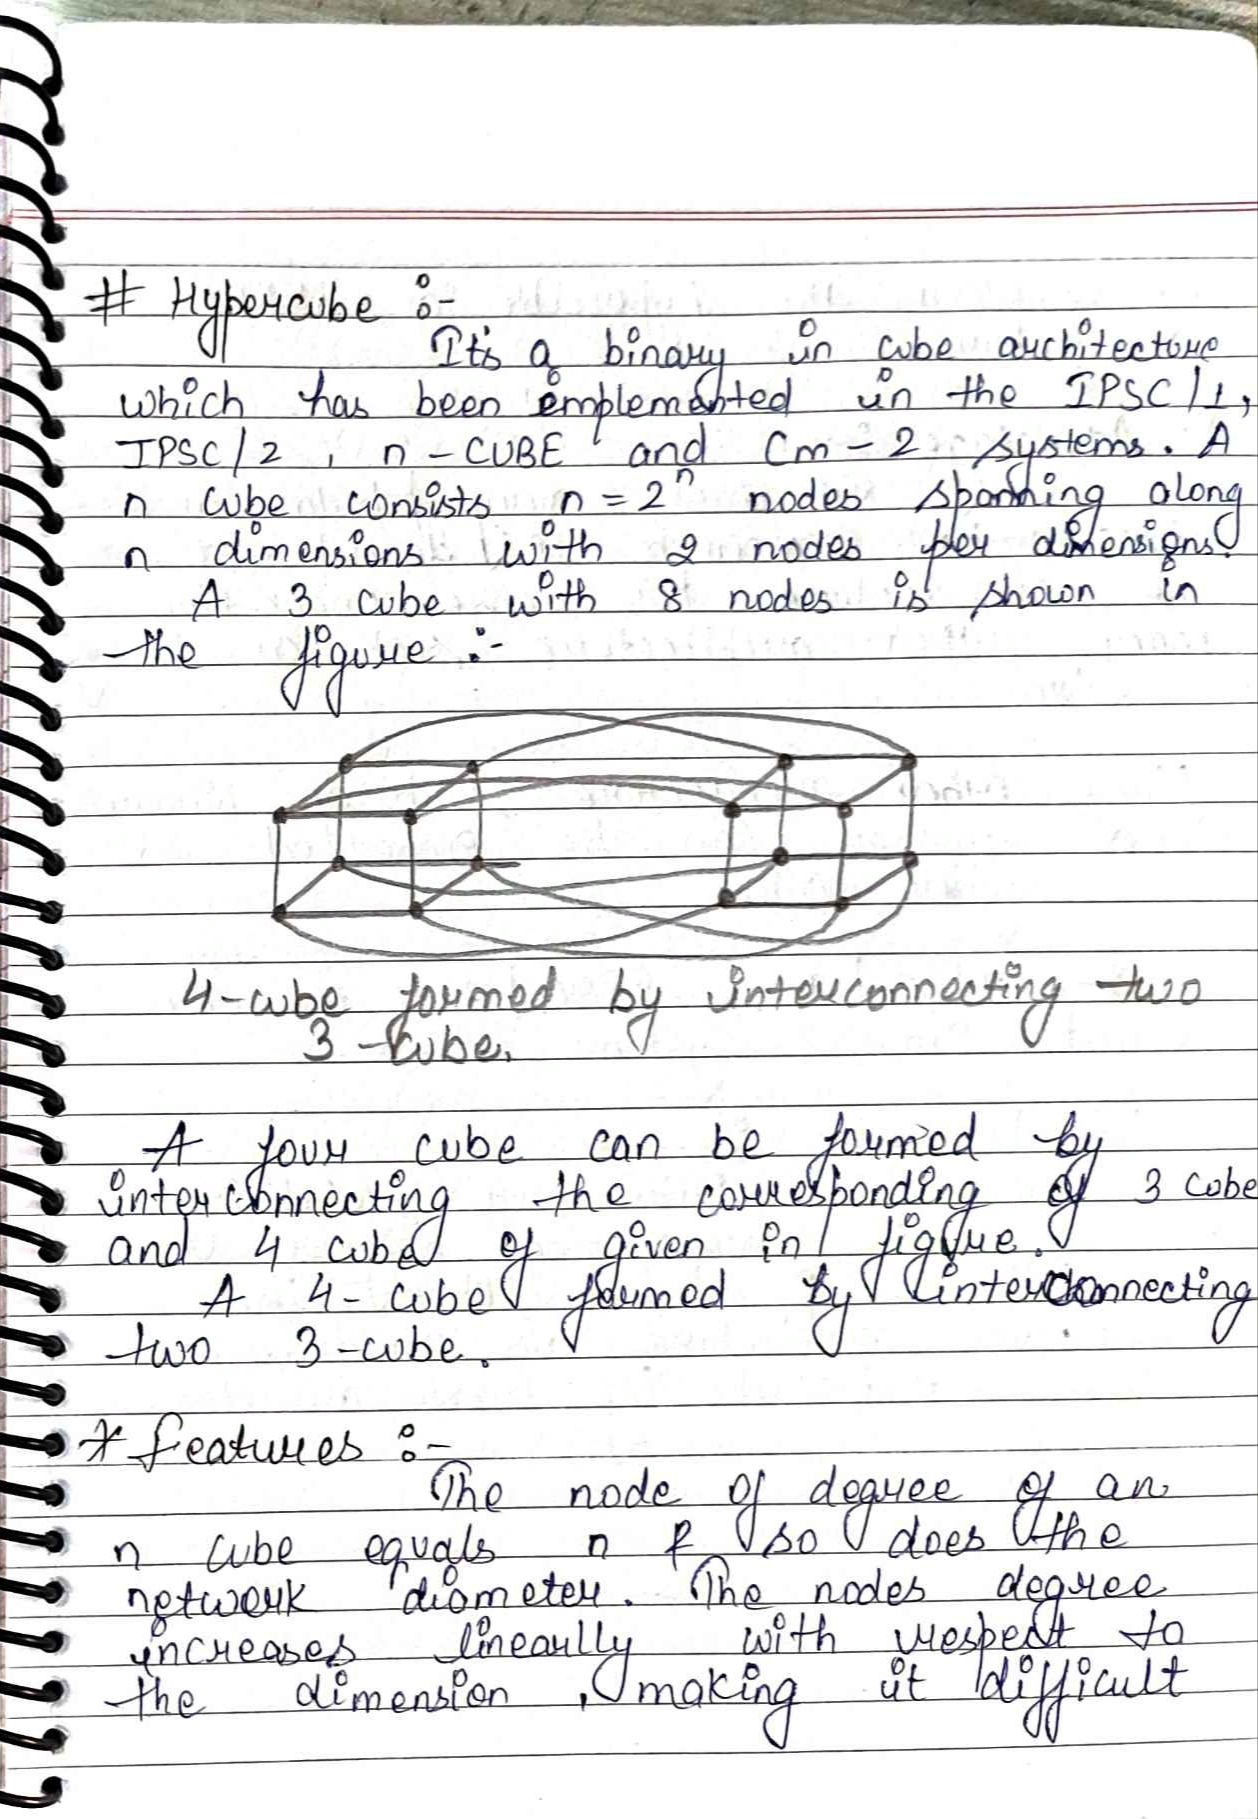 # Hypercube :-
It's a binary in cube architecture
which has been implemented in the IPSC/1,
IPSC/2, n-CUBE and Cm-2 systems. A
n cube consists n = 2ⁿ nodes spanning along
n dimensions with 2 nodes per dimensions.
A 3 cube with 8 nodes is shown in
the figure :-
4-cube formed by interconnecting two
3-cube.
A four cube can be formed by
interconnecting the corresponding of 3 cube
and 4 cube of given in figure.
A 4-cube formed by interconnecting
two 3-cube.
* Features :-
The node of degree of an
n cube equals n & so does the
network diameter. The nodes degree
increases linearlly with respect to
the dimension, making it difficult